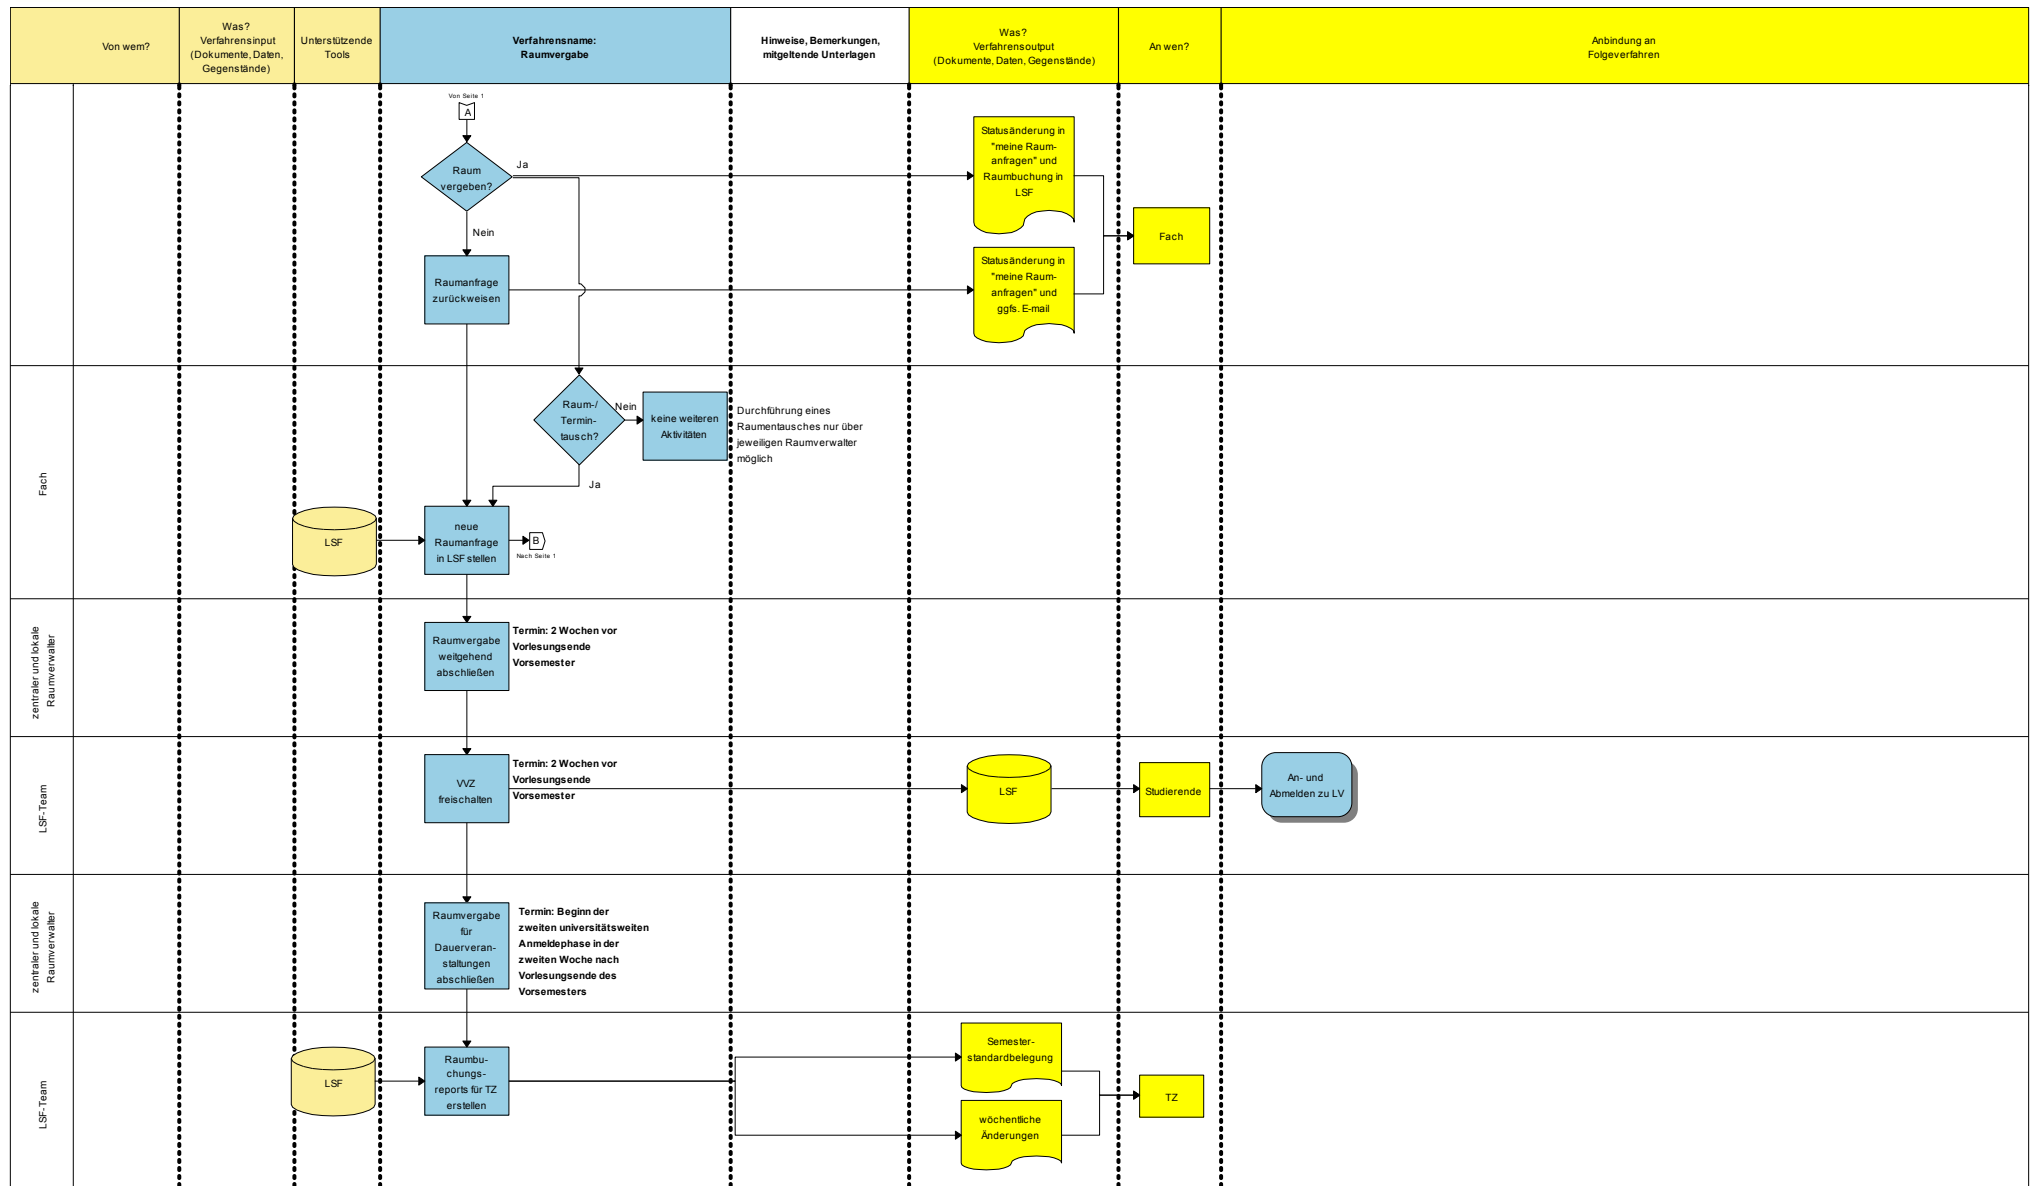 Von wem?
Was?
Verfahrensinput
(Dokumente, Daten,
Gegenstände)
Unterstützende
Tools
Verfahrensname:
Raumvergabe
Hinweise, Bemerkungen,
mitgeltende Unterlagen
Was?
Verfahrensoutput
(Dokumente, Daten, Gegenstände)
An wen?
Anbindung an
Folgeverfahren
Von Seite 1
A
Raum
vergeben?
Ja
Nein
Statusänderung in
"meine Raum-
anfragen" und
Raumbuchung in
LSF
Fach
Raumanfrage
zurückweisen
Statusänderung in
"meine Raum-
anfragen" und
ggfs. E-mail
Fach
Raum-/
Termin-
tausch?
Nein
keine weiteren
Aktivitäten
Durchführung eines
Raumentausches nur über
jeweiligen Raumverwalter
möglich
Ja
LSF
neue
Raumanfrage
in LSF stellen
B
Nach Seite 1
zentraler und lokale
Raumverwalter
Raumvergabe
weitgehend
abschließen
Termin: 2 Wochen vor
Vorlesungsende
Vorsemester
LSF-Team
VVZ
freischalten
Termin: 2 Wochen vor
Vorlesungsende
Vorsemester
LSF
Studierende
An- und
Abmelden zu LV
zentraler und lokale
Raumverwalter
Raumvergabe
für
Dauerveran-
staltungen
abschließen
Termin: Beginn der
zweiten universitätsweiten
Anmeldephase in der
zweiten Woche nach
Vorlesungsende des
Vorsemesters
LSF-Team
LSF
Raumbu-
chungs-
reports für TZ
erstellen
Semester-
standardbelegung
wöchentliche
Änderungen
TZ